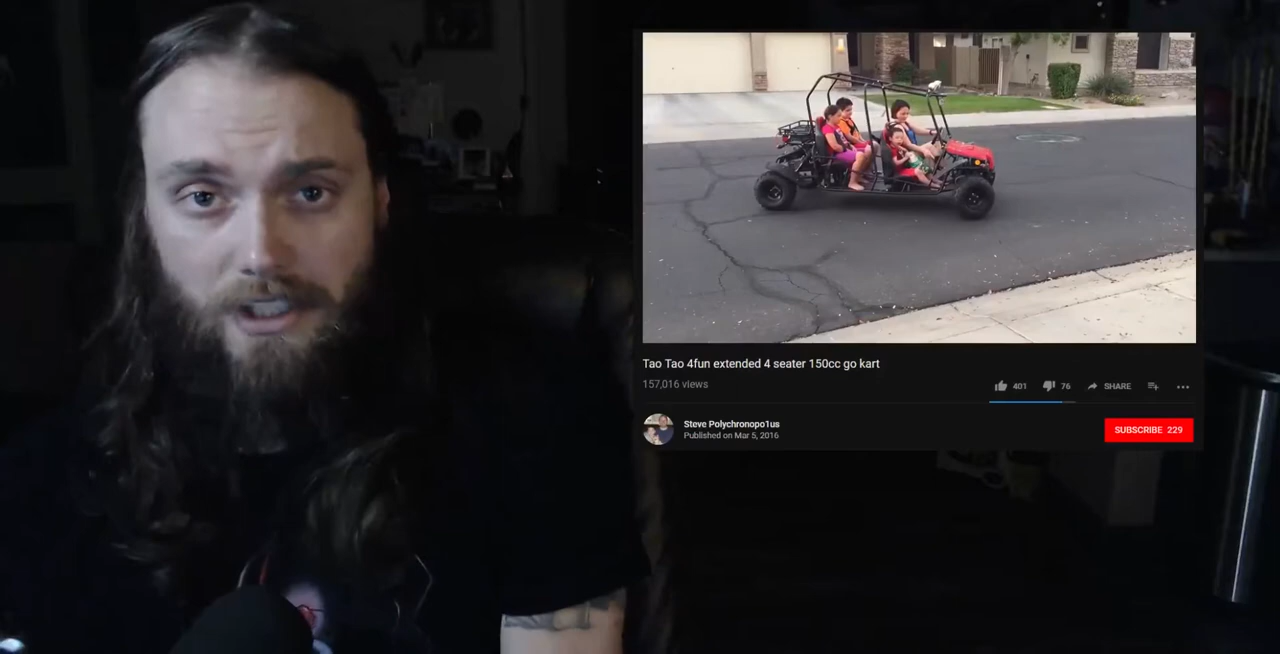 Tao Tao 4fun extended 4 seater 150cc go kart
157,016 views
401 76 SHARE
Steve Polychronopo1us
Published on Mar 5, 2016
SUBSCRIBE 229